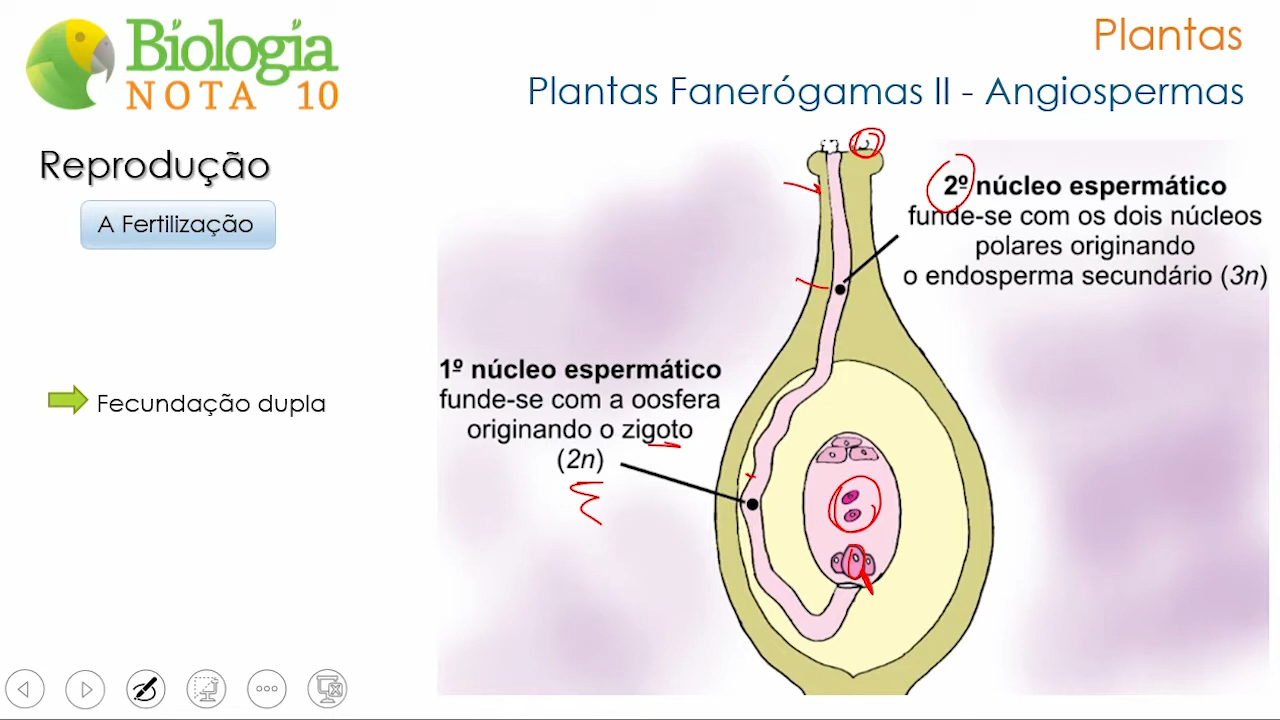 Biologia
NOTA 10
Plantas
Plantas Fanerógamas II - Angiospermas
Reprodução
A Fertilização
2º núcleo espermático
funde-se com os dois núcleos
polares originando
o endosperma secundário (3n)
1º núcleo espermático
funde-se com a oosfera
originando o zigoto
(2n)
Fecundação dupla